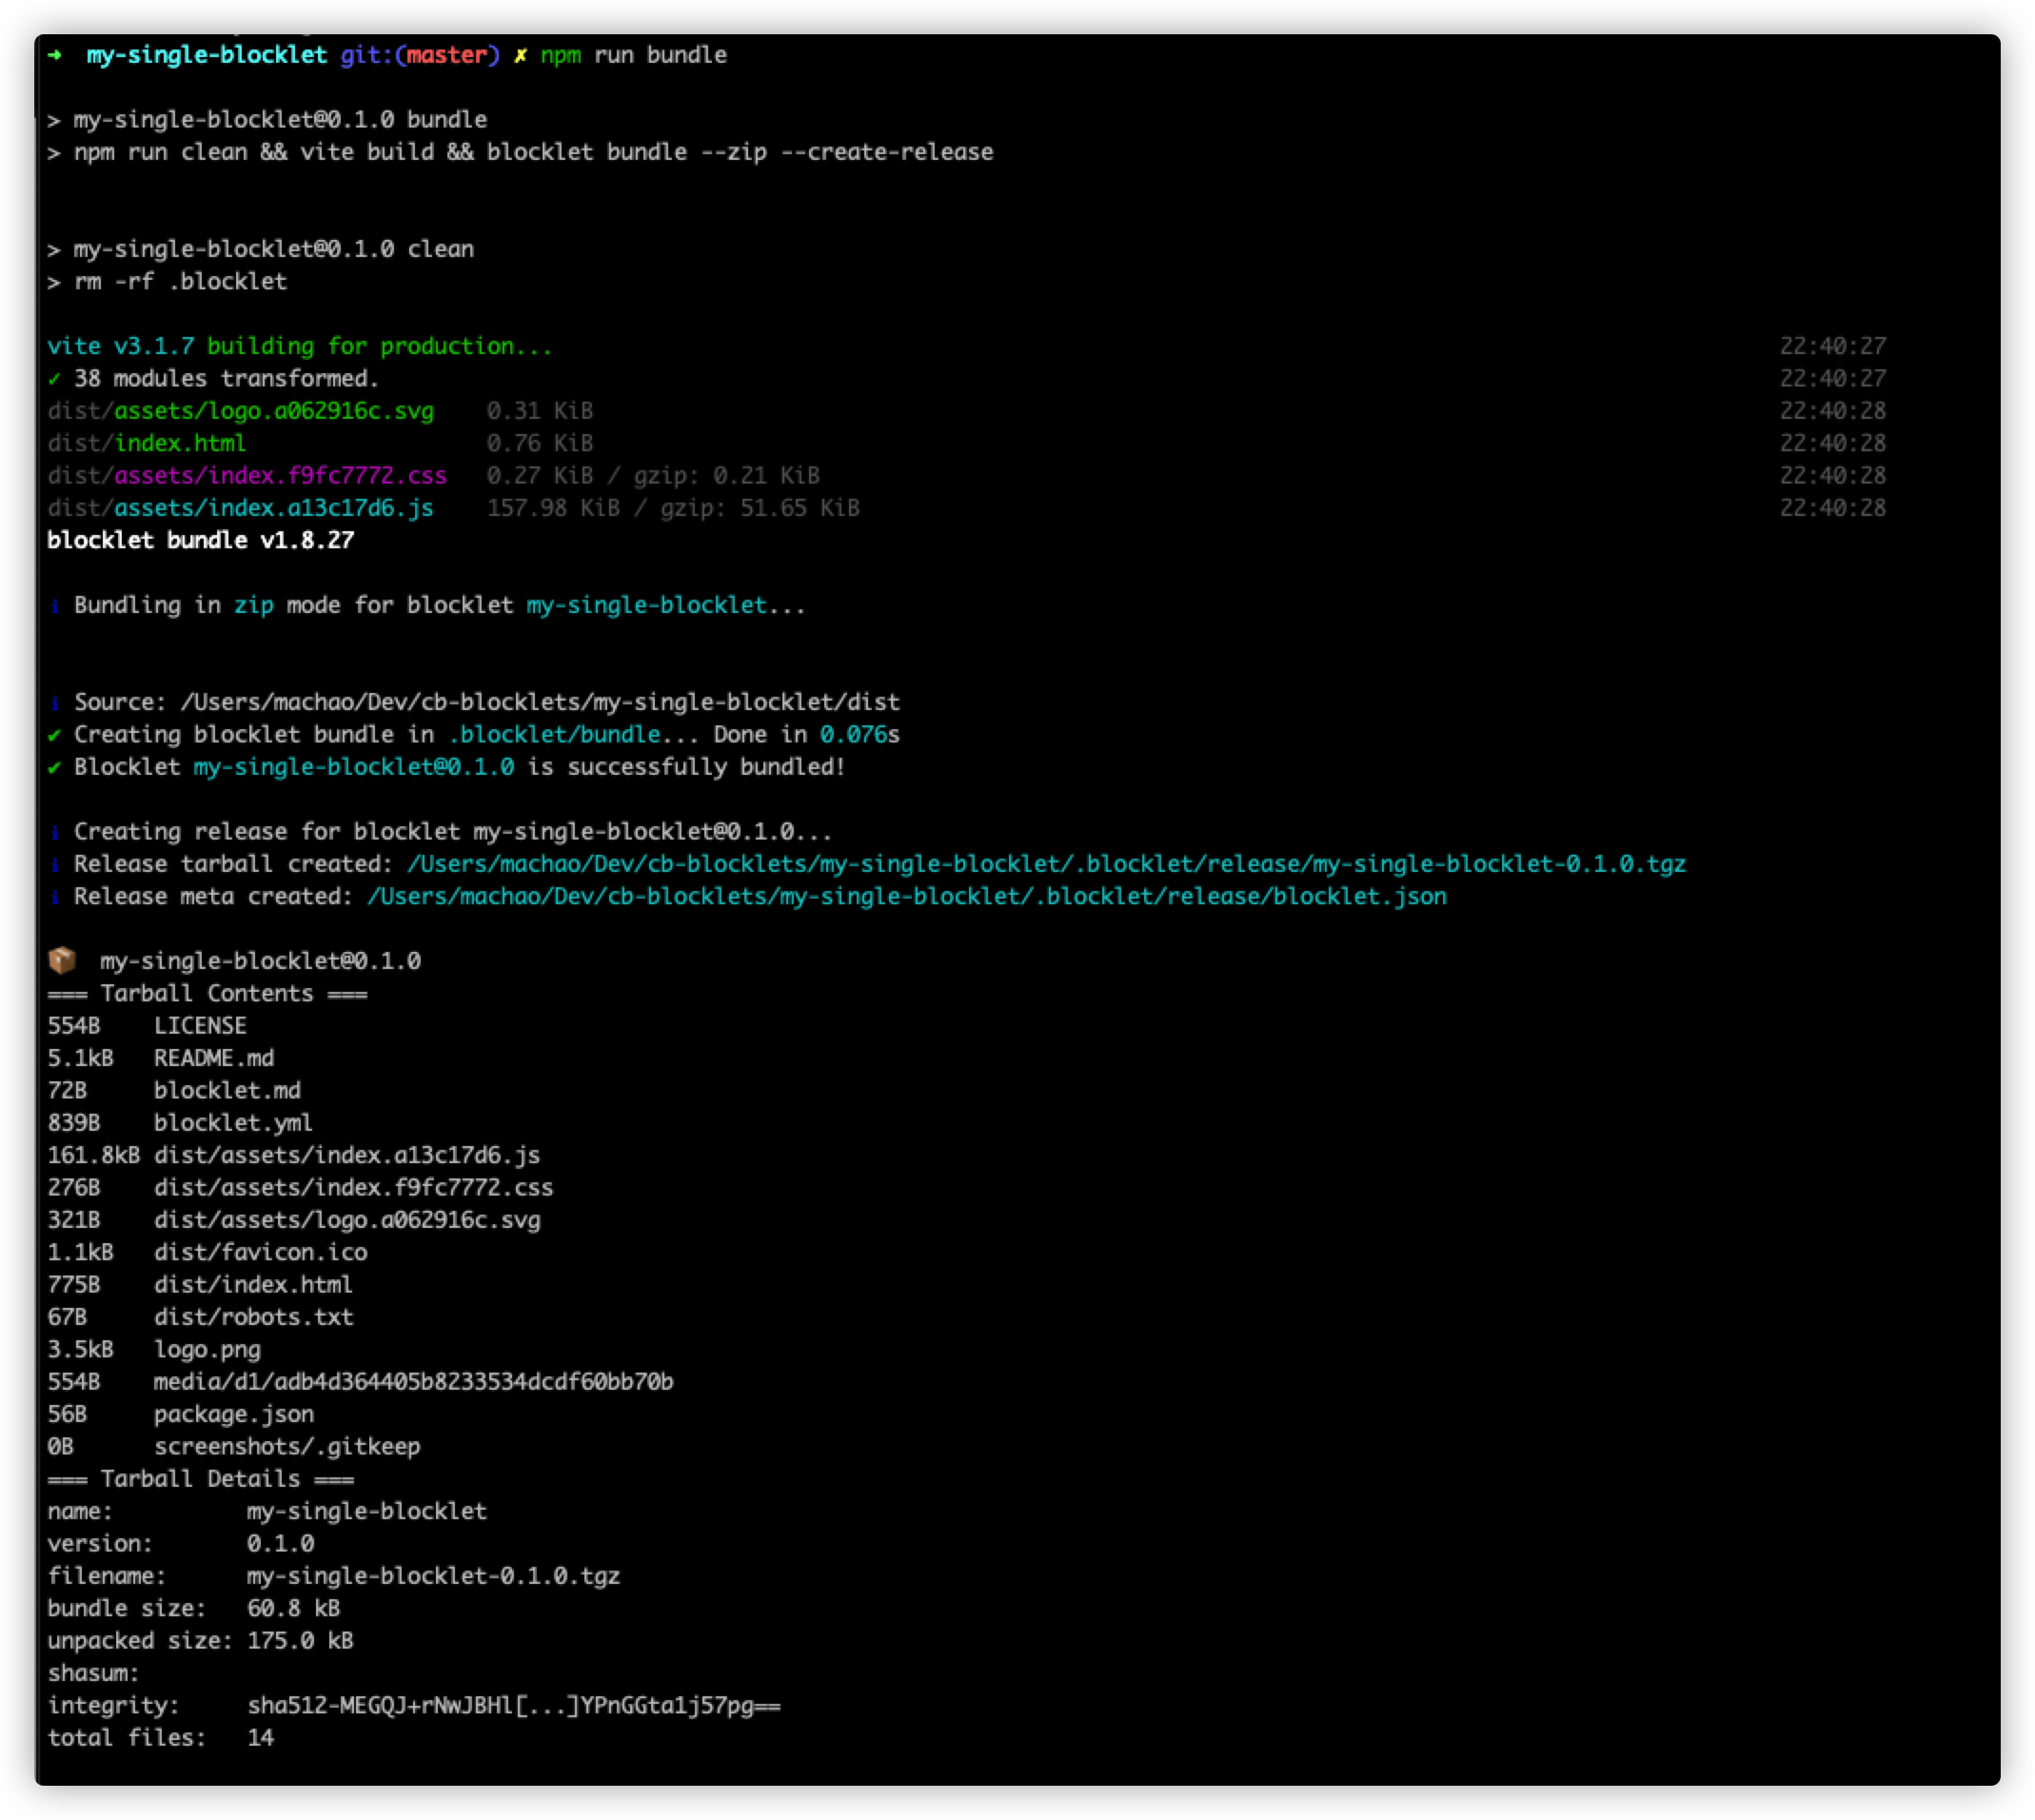 ➜  my-single-blocklet git:(master) ✗ npm run bundle
> my-single-blocklet@0.1.0 bundle
> npm run clean && vite build && blocklet bundle --zip --create-release
> my-single-blocklet@0.1.0 clean
> rm -rf .blocklet
vite v3.1.7 building for production... 22:40:27
✓ 38 modules transformed. 22:40:27
dist/assets/logo.a062916c.svg    0.31 KiB 22:40:28
dist/index.html                  0.76 KiB 22:40:28
dist/assets/index.f9fc7772.css   0.27 KiB / gzip: 0.21 KiB 22:40:28
dist/assets/index.a13c17d6.js    157.98 KiB / gzip: 51.65 KiB 22:40:28
blocklet bundle v1.8.27
ℹ Bundling in zip mode for blocklet my-single-blocklet...
ℹ Source: /Users/machao/Dev/cb-blocklets/my-single-blocklet/dist
✔ Creating blocklet bundle in .blocklet/bundle... Done in 0.076s
✔ Blocklet my-single-blocklet@0.1.0 is successfully bundled!
ℹ Creating release for blocklet my-single-blocklet@0.1.0...
ℹ Release tarball created: /Users/machao/Dev/cb-blocklets/my-single-blocklet/.blocklet/release/my-single-blocklet-0.1.0.tgz
ℹ Release meta created: /Users/machao/Dev/cb-blocklets/my-single-blocklet/.blocklet/release/blocklet.json
📦  my-single-blocklet@0.1.0
=== Tarball Contents ===
554B    LICENSE
5.1kB   README.md
72B     blocklet.md
839B    blocklet.yml
161.8kB dist/assets/index.a13c17d6.js
276B    dist/assets/index.f9fc7772.css
321B    dist/assets/logo.a062916c.svg
1.1kB   dist/favicon.ico
775B    dist/index.html
67B     dist/robots.txt
3.5kB   logo.png
554B    media/d1/adb4d364405b8233534dcdf60bb70b
56B     package.json
0B      screenshots/.gitkeep
=== Tarball Details ===
name:          my-single-blocklet
version:       0.1.0
filename:      my-single-blocklet-0.1.0.tgz
bundle size:   60.8 kB
unpacked size: 175.0 kB
shasum:
integrity:     sha512-MEGQJ+rNwJBHl[...]YPnGGta1j57pg==
total files:   14